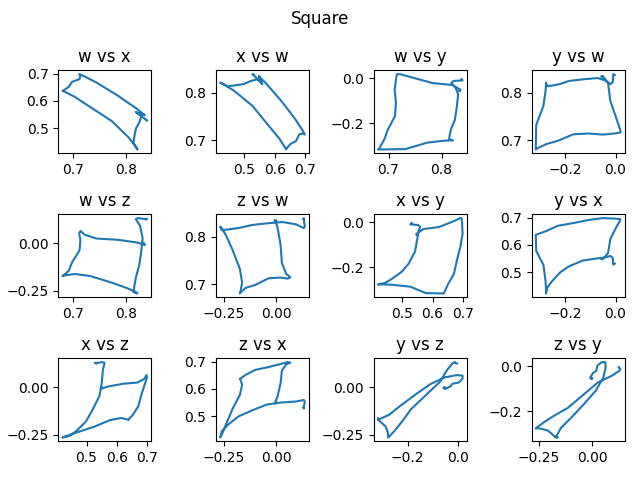 Square
w vs x
x vs w
w vs y
y vs w
0.7
0.6
0.5
0.7 0.8
0.8
0.7
0.5 0.6 0.7
0.0
−0.2
0.7 0.8
0.8
0.7
−0.2 0.0
w vs z
z vs w
x vs y
y vs x
0.00
−0.25
0.7 0.8
0.8
0.7
−0.25 0.00
0.0
−0.2
0.5 0.6 0.7
0.7
0.6
0.5
−0.2 0.0
x vs z
z vs x
y vs z
z vs y
0.00
−0.25
0.5 0.6 0.7
0.7
0.6
0.5
−0.25 0.00
0.00
−0.25
−0.2 0.0
0.0
−0.2
−0.25 0.00